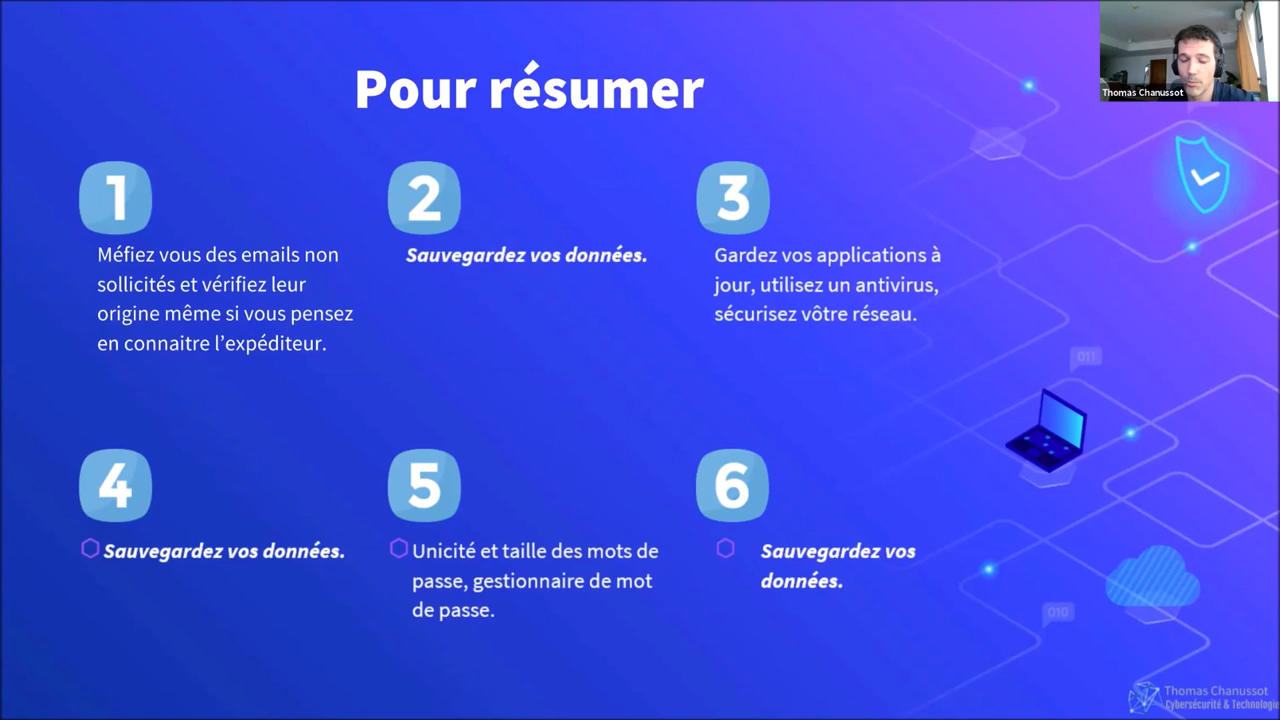 Pour résumer
Thomas Chanussot
1
2
3
Méfiez vous des emails non
sollicités et vérifiez leur
origine même si vous pensez
en connaitre l’expéditeur.
Sauvegardez vos données.
Gardez vos applications à
jour, utilisez un antivirus,
sécurisez vôtre réseau.
011
4
5
6
Sauvegardez vos données.
Unicité et taille des mots de
passe, gestionnaire de mot
de passe.
Sauvegardez vos
données.
010
Thomas Chanussot
Cybersécurité & Technologie